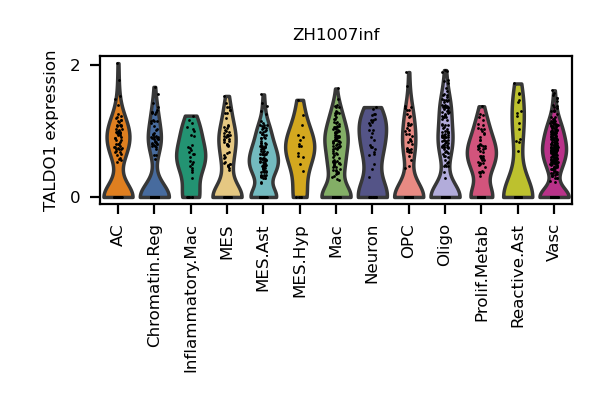 ZH1007inf
TALDO1 expression
2
0
AC
Chromatin.Reg
Inflammatory.Mac
MES
MES.Ast
MES.Hyp
Mac
Neuron
OPC
Oligo
Prolif.Metab
Reactive.Ast
Vasc